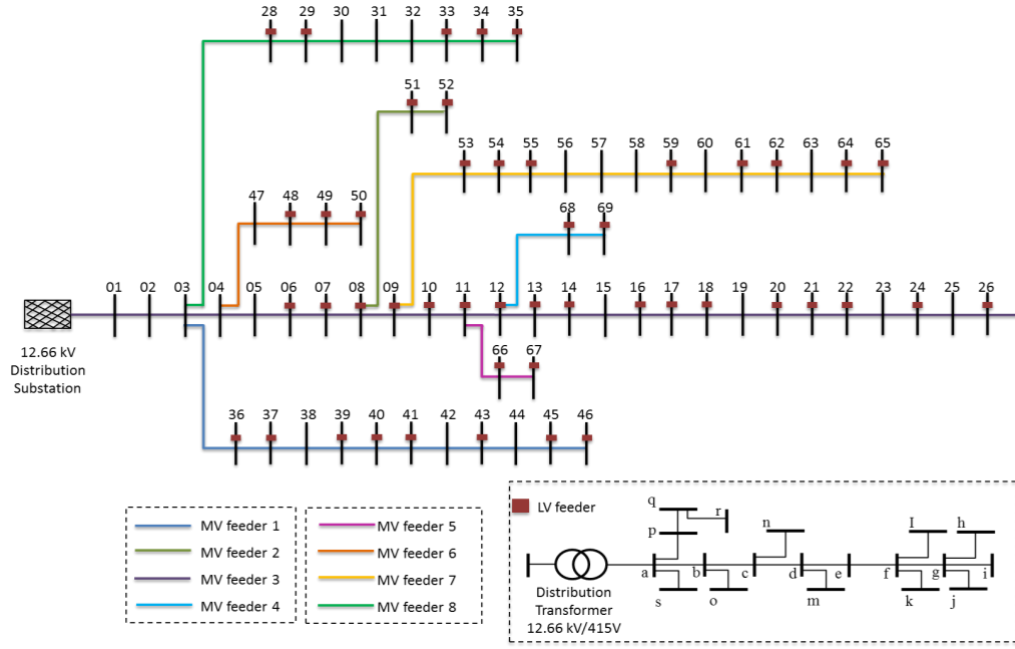 28 29 30 31 32 33 34 35
51 52
53 54 55 56 57 58 59 60 61 62 63 64 65
47 48 49 50
68 69
01 02 03 04 05 06 07 08 09 10 11 12 13 14 15 16 17 18 19 20 21 22 23 24 25 26
12.66 kV
Distribution
Substation
66 67
36 37 38 39 40 41 42 43 44 45 46
MV feeder 1
MV feeder 2
MV feeder 3
MV feeder 4
MV feeder 5
MV feeder 6
MV feeder 7
MV feeder 8
LV feeder
q r
p n l h
a b c d e f g i
s o m k j
Distribution
Transformer
12.66 kV/415V